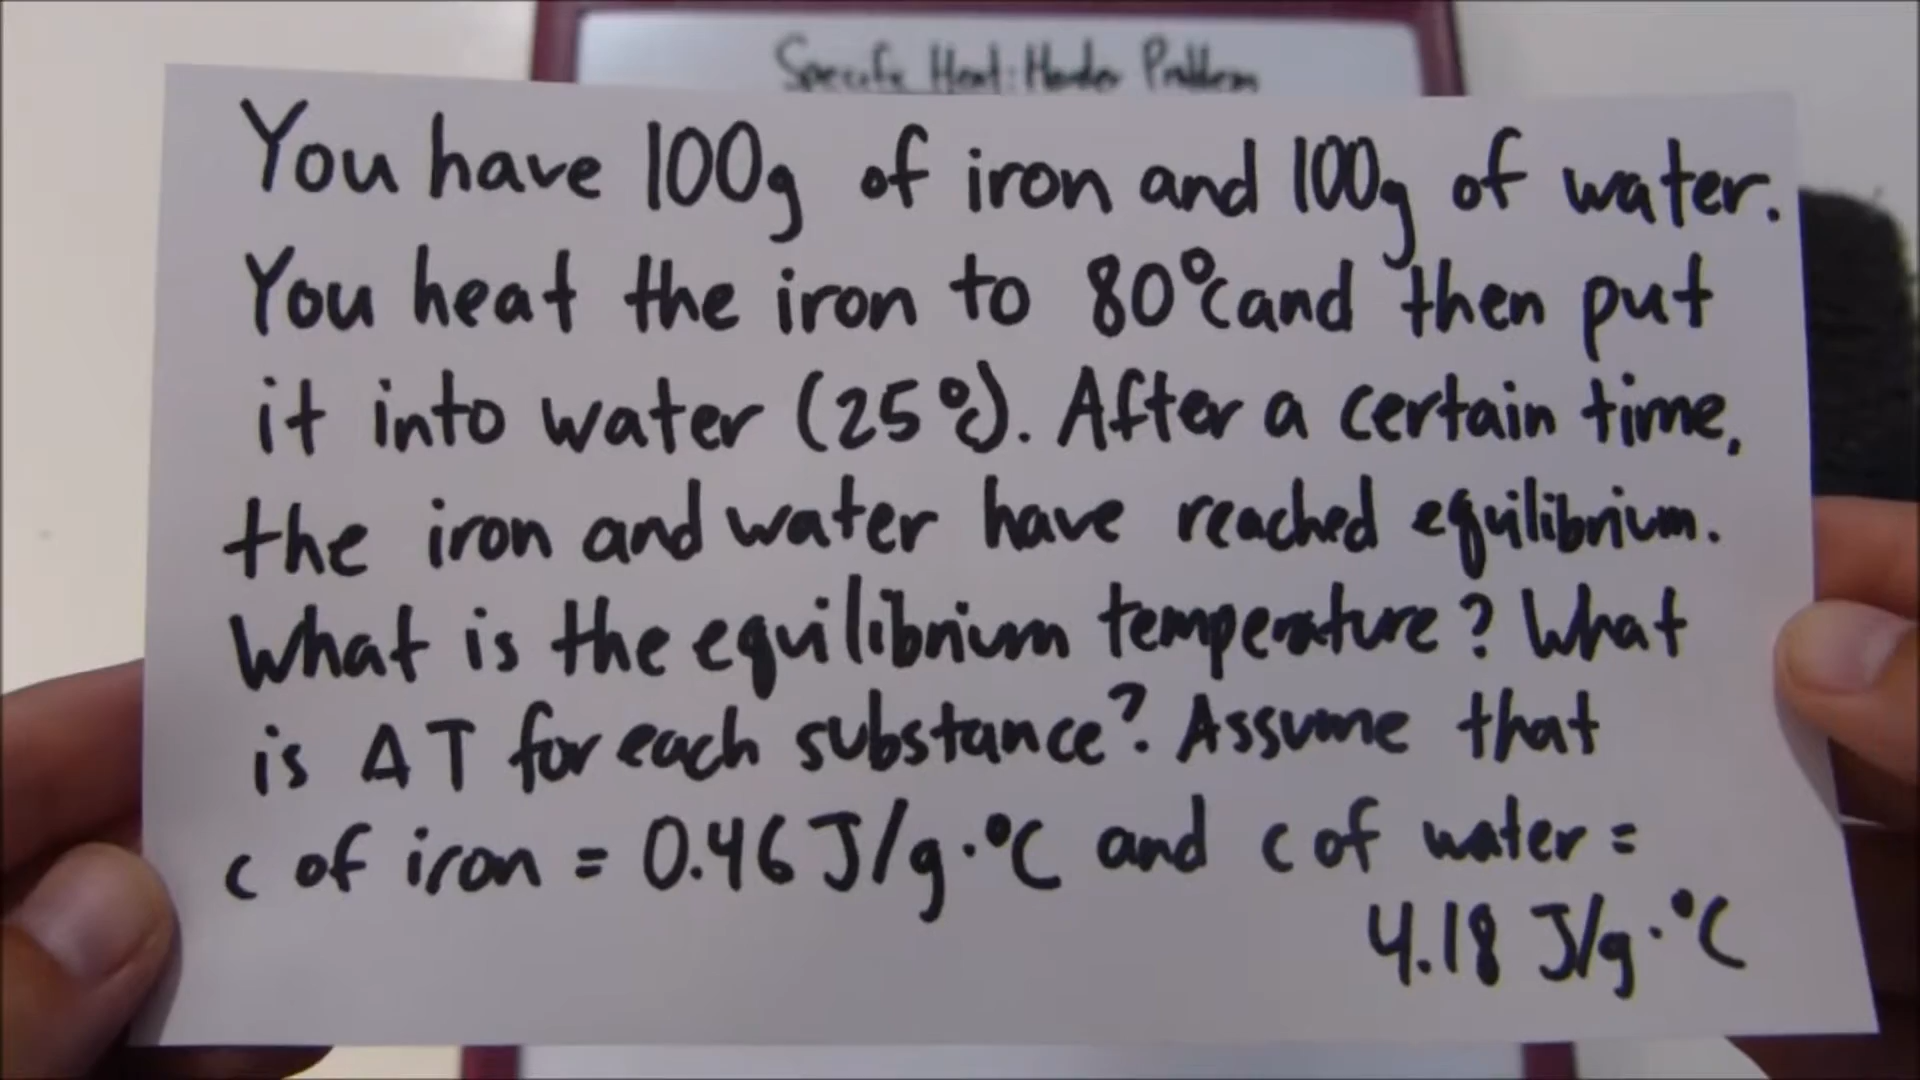 Specific Heat: Harder Problem
You have 100g of iron and 100g of water.
You heat the iron to 80°C and then put
it into water (25°C). After a certain time,
the iron and water have reached equilibrium.
What is the equilibrium temperature? What
is ΔT for each substance? Assume that
c of iron = 0.46 J/g·°C and c of water =
4.18 J/g·°C